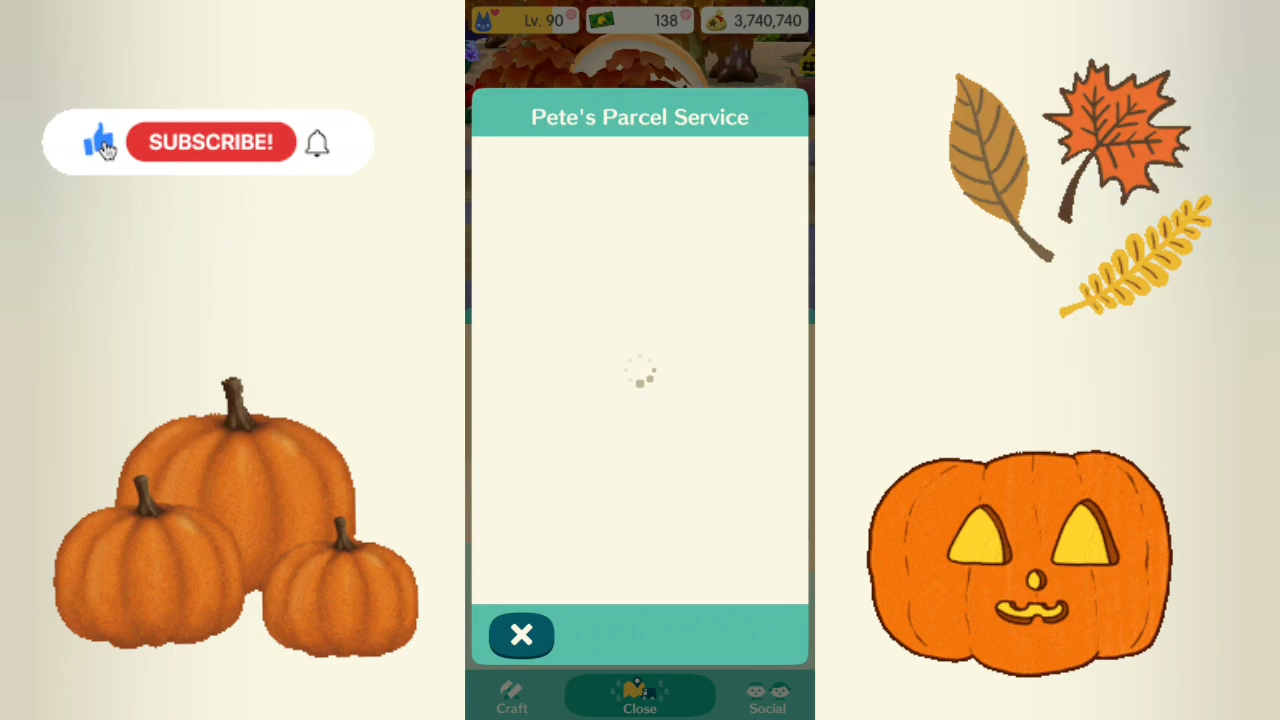 Lv. 90
138
3,740,740
Pete's Parcel Service
SUBSCRIBE!
Craft
Close
Social